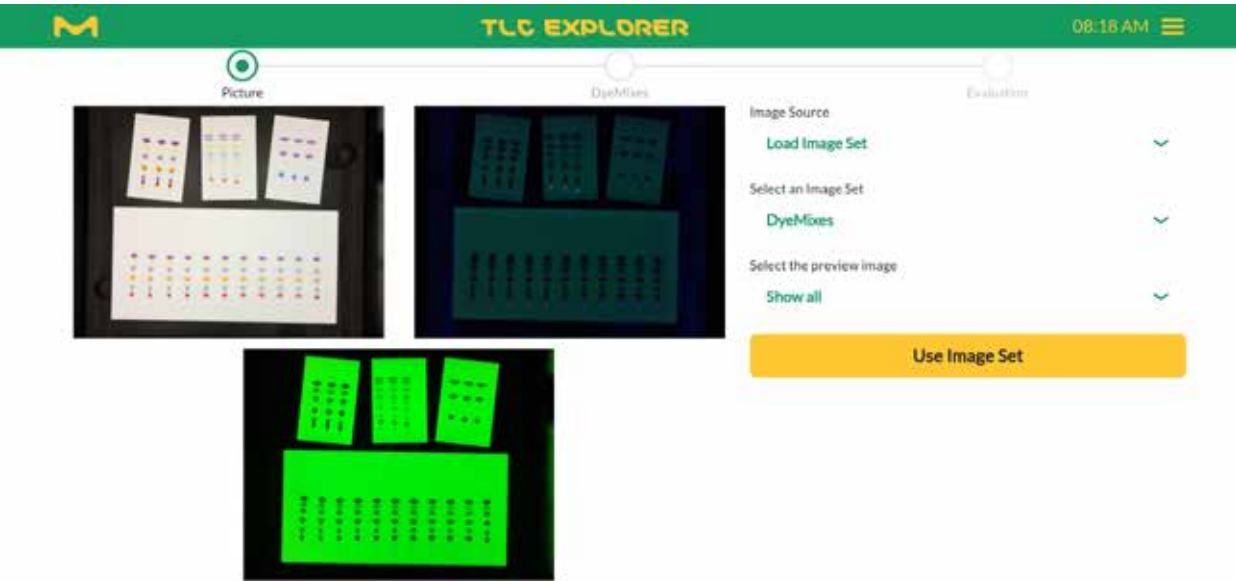 TLC EXPLORER
08:18 AM
Picture
DyeMixes
Evaluation
Image Source
Load Image Set
Select an Image Set
DyeMixes
Select the preview image
Show all
Use Image Set